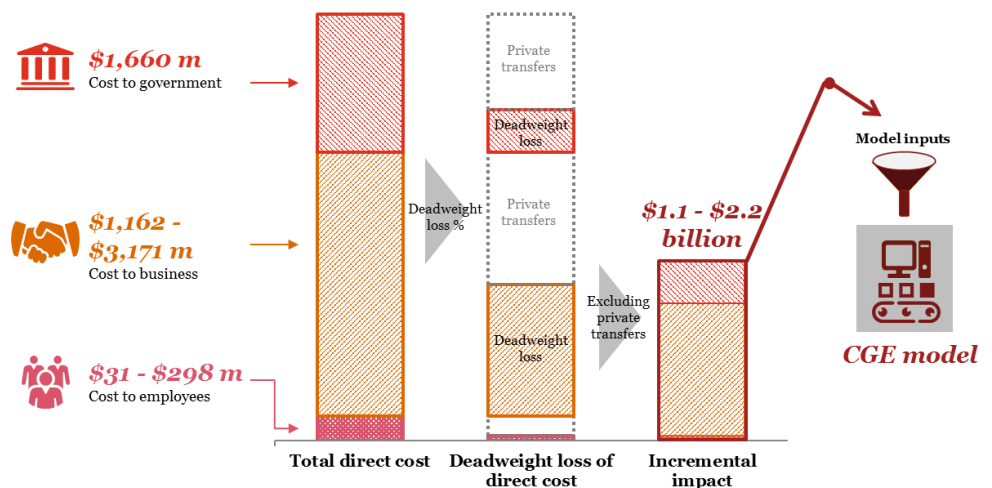 $1,660 m
Cost to government
$1,162 -
$3,171 m
Cost to business
$31 - $298 m
Cost to employees
Deadweight
loss %
Private
transfers
Deadweight
loss
Private
transfers
Deadweight
loss
Excluding
private
transfers
$1.1 - $2.2
billion
Model inputs
CGE model
Total direct cost
Deadweight loss of
direct cost
Incremental
impact